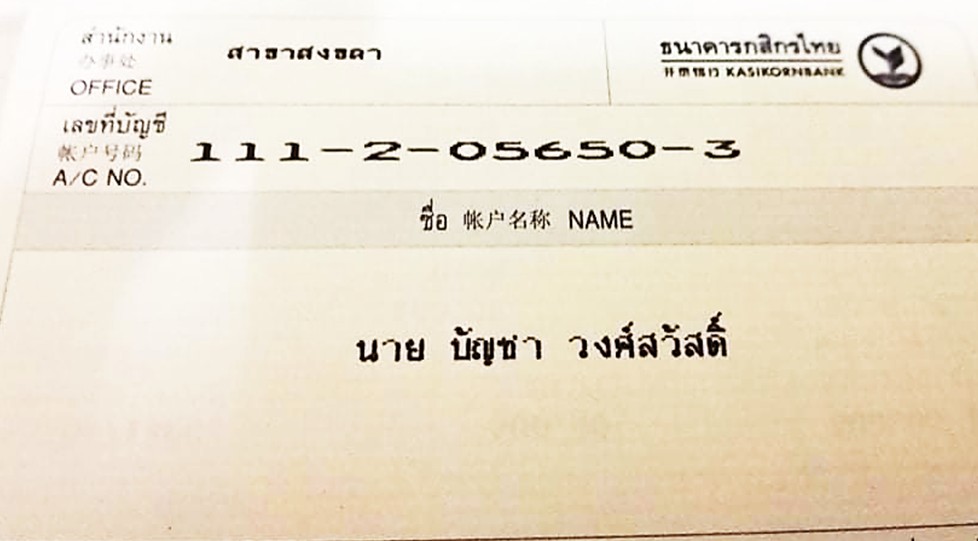 สำนักงาน
办事处
OFFICE
สาขาสงขลา
ธนาคารกสิกรไทย
KASIKORNBANK
เลขที่บัญชี
帐户号码
A/C NO.
111-2-05650-3
ชื่อ 帐户名称 NAME
นาย บัญชา วงศ์สวัสดิ์